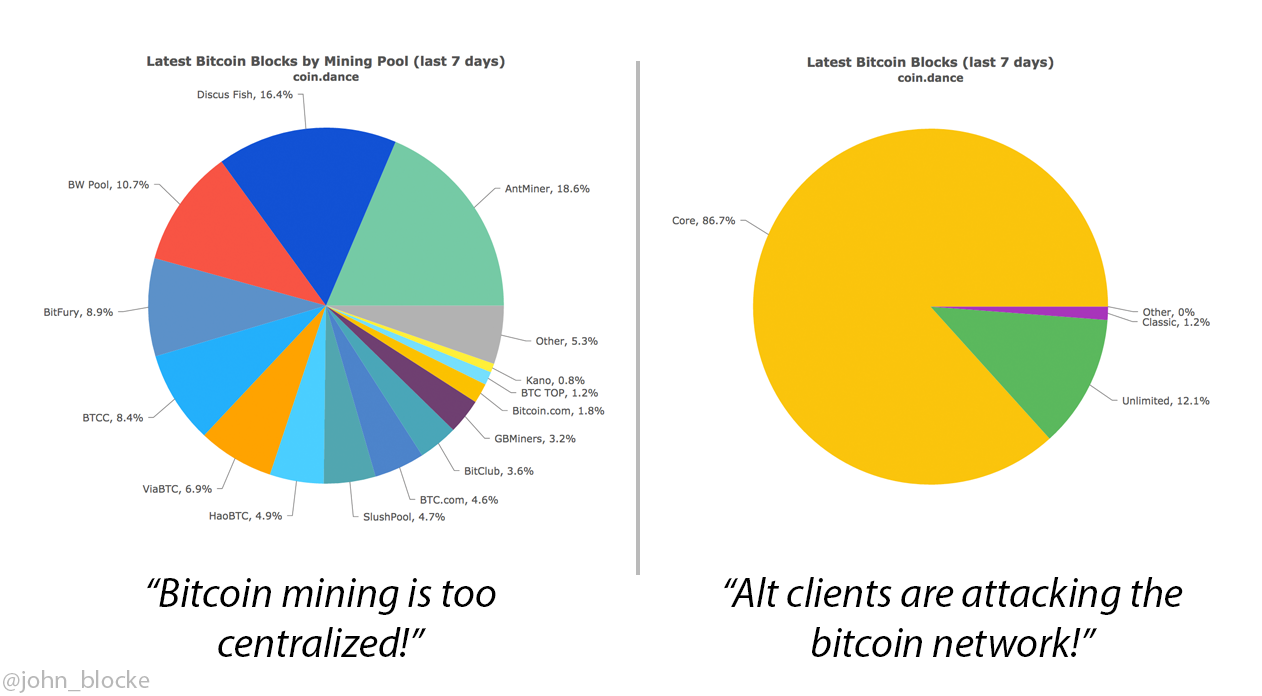 Latest Bitcoin Blocks by Mining Pool (last 7 days)
coin.dance
Discus Fish, 16.4%
AntMiner, 18.6%
BW Pool, 10.7%
BitFury, 8.9%
BTCC, 8.4%
ViaBTC, 6.9%
HaoBTC, 4.9%
SlushPool, 4.7%
BTC.com, 4.6%
BitClub, 3.6%
GBMiners, 3.2%
Bitcoin.com, 1.8%
BTC TOP, 1.2%
Kano, 0.8%
Other, 5.3%
“Bitcoin mining is too
centralized!”
Latest Bitcoin Blocks (last 7 days)
coin.dance
Core, 86.7%
Other, 0%
Classic, 1.2%
Unlimited, 12.1%
“Alt clients are attacking the
bitcoin network!”
@john_blocke